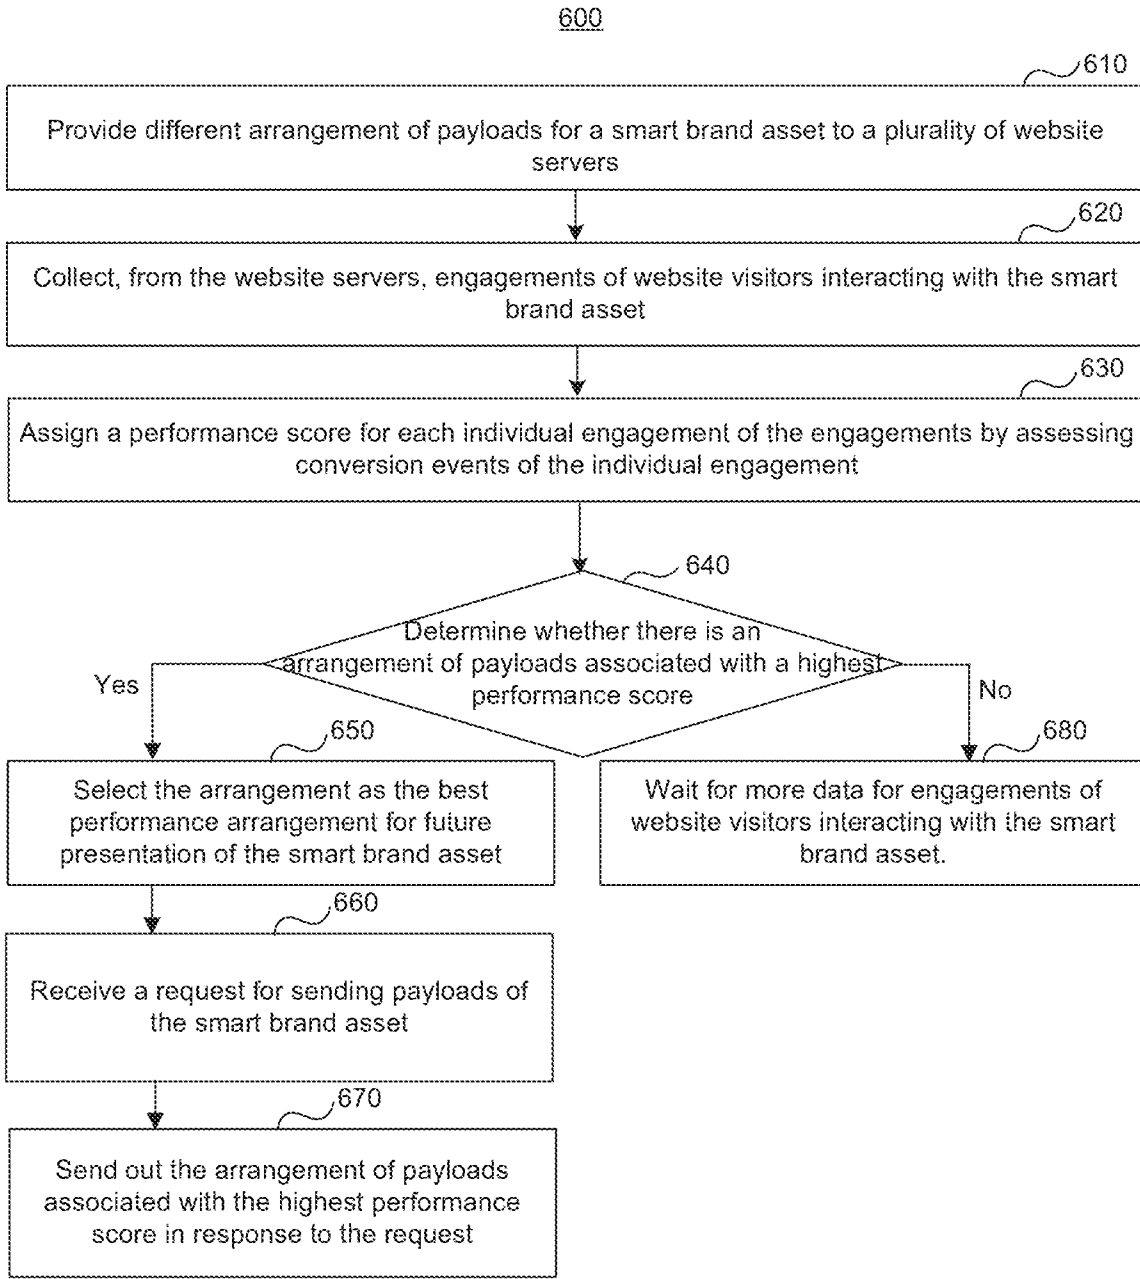 600
610
Provide different arrangement of payloads for a smart brand asset to a plurality of website
servers
620
Collect, from the website servers, engagements of website visitors interacting with the smart
brand asset
630
Assign a performance score for each individual engagement of the engagements by assessing
conversion events of the individual engagement
640
Determine whether there is an
arrangement of payloads associated with a highest
performance score
Yes
No
650
Select the arrangement as the best
performance arrangement for future
presentation of the smart brand asset
680
Wait for more data for engagements of
website visitors interacting with the smart
brand asset.
660
Receive a request for sending payloads of
the smart brand asset
670
Send out the arrangement of payloads
associated with the highest performance
score in response to the request